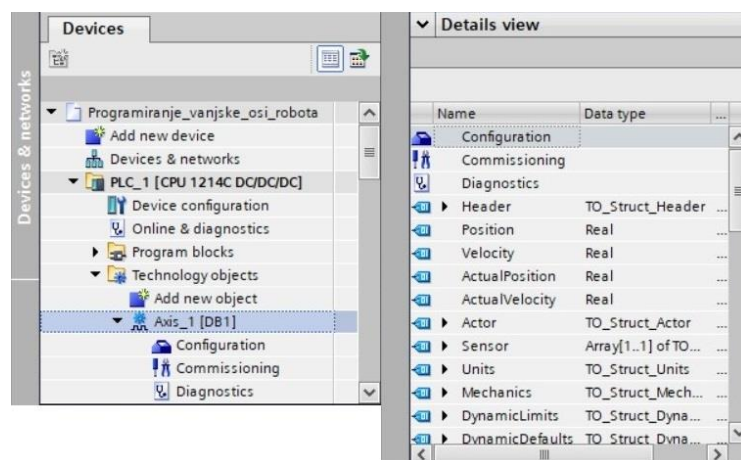 Devices & networks
Devices
Programiranje_vanjske_osi_robota
Add new device
Devices & networks
PLC_1 [CPU 1214C DC/DC/DC]
Device configuration
Online & diagnostics
Program blocks
Technology objects
Add new object
Axis_1 [DB1]
Configuration
Commissioning
Diagnostics
Details view
Name Data type ...
Configuration
Commissioning
Diagnostics
Header TO_Struct_Header ...
Position Real ...
Velocity Real ...
ActualPosition Real ...
ActualVelocity Real ...
Actor TO_Struct_Actor ...
Sensor Array[1..1] of TO... ...
Units TO_Struct_Units ...
Mechanics TO_Struct_Mech... ...
DynamicLimits TO_Struct_Dyna... ...
DynamicDefaults TO_Struct_Dyna... ...